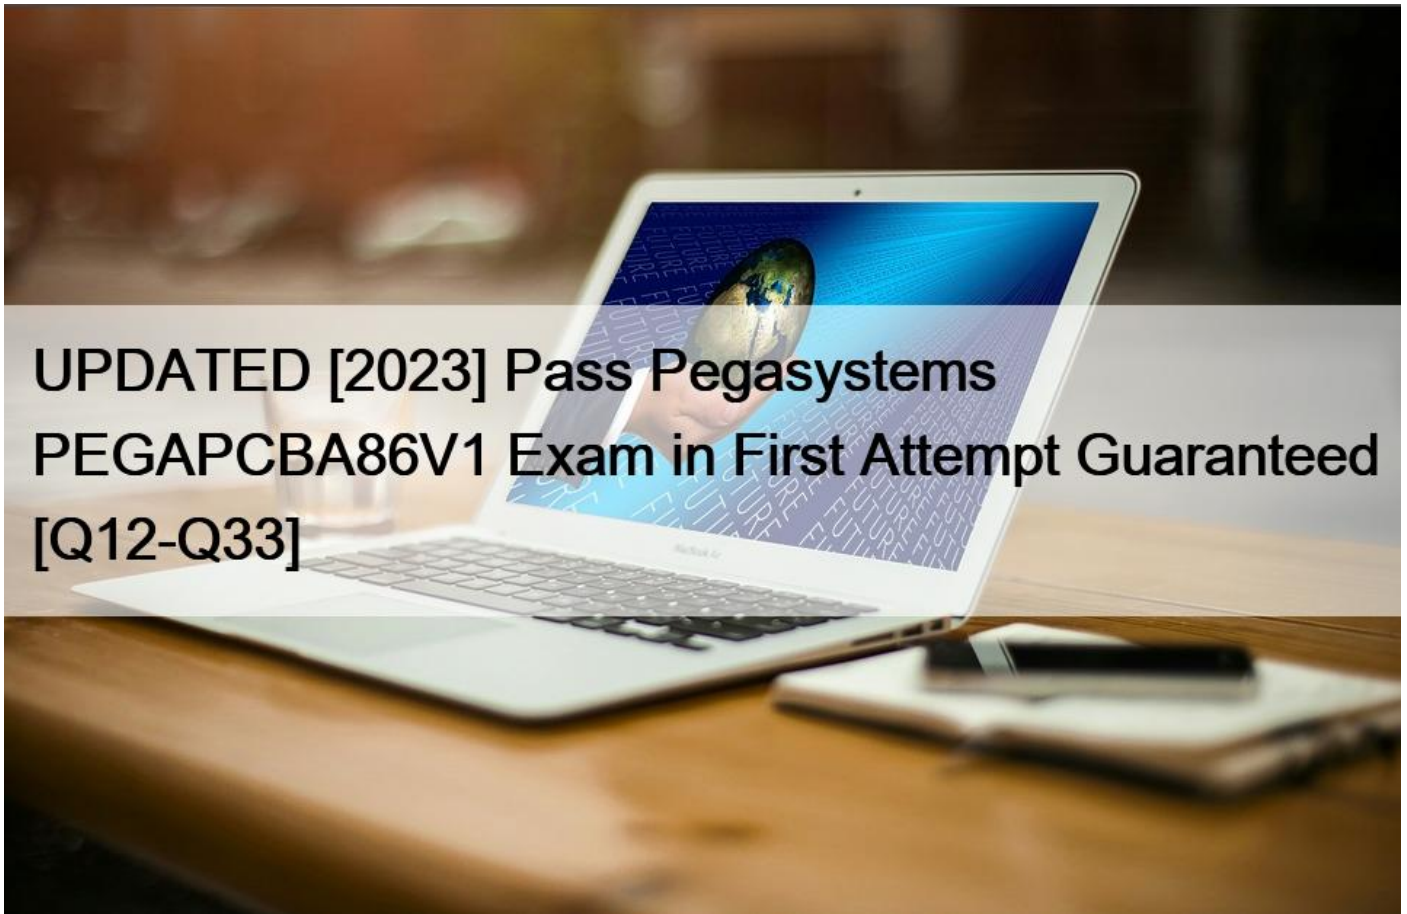 UPDATED [2023] Pass Pegasystems
PEGAPCBA86V1 Exam in First Attempt Guaranteed
[Q12-Q33]